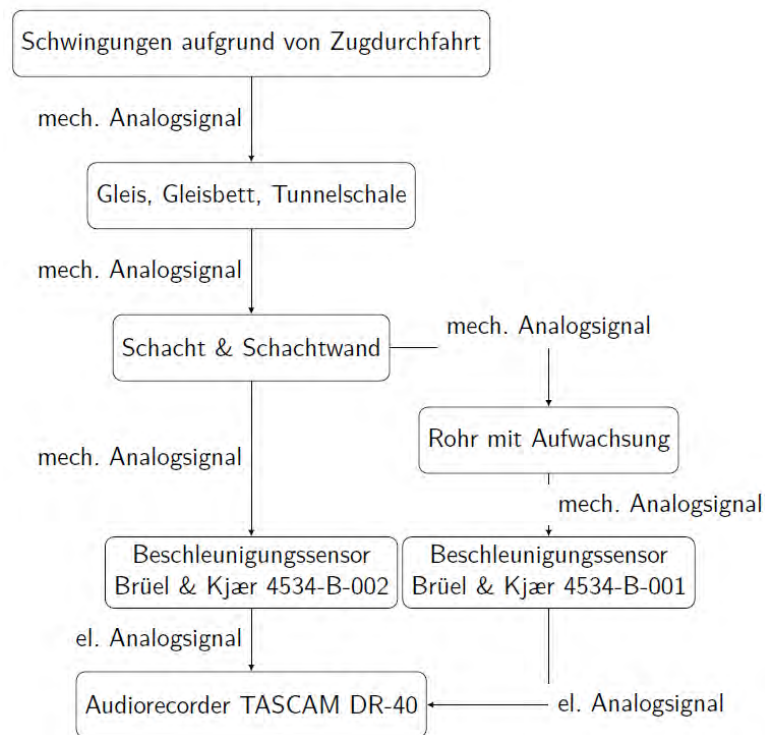 Schwingungen aufgrund von Zugdurchfahrt
mech. Analogsignal
Gleis, Gleisbett, Tunnelschale
mech. Analogsignal
Schacht & Schachtwand
mech. Analogsignal
Rohr mit Aufwachsung
mech. Analogsignal
mech. Analogsignal
Beschleunigungssensor
Brüel & Kjær 4534-B-002
Beschleunigungssensor
Brüel & Kjær 4534-B-001
el. Analogsignal
Audiorecorder TASCAM DR-40
el. Analogsignal